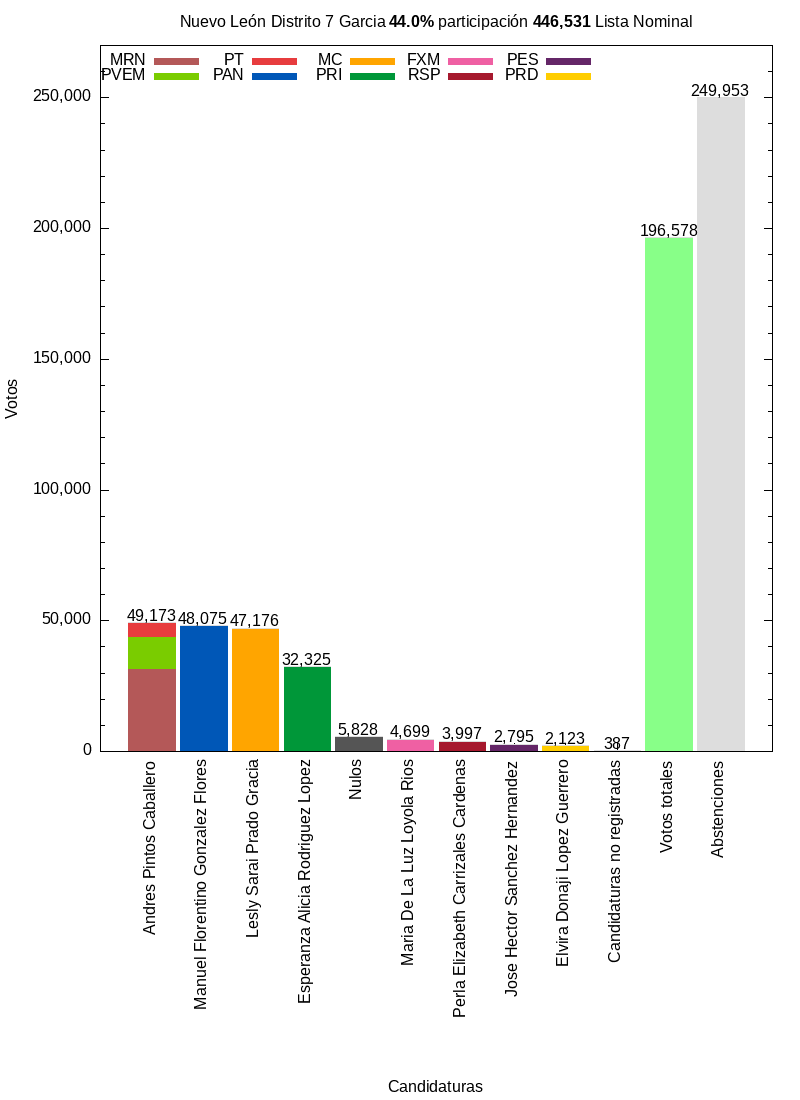 Nuevo León Distrito 7 Garcia 44.0% participación 446,531 Lista Nominal
MRN PT MC FXM PES
PVEM PAN PRI RSP PRD
Votos
250,000
200,000
150,000
100,000
50,000
0
49,173
48,075
47,176
32,325
5,828
4,699
3,997
2,795
2,123
387
196,578
249,953
Andres Pintos Caballero
Manuel Florentino Gonzalez Flores
Lesly Sarai Prado Gracia
Esperanza Alicia Rodriguez Lopez
Nulos
Maria De La Luz Loyola Rios
Perla Elizabeth Carrizales Cardenas
Jose Hector Sanchez Hernandez
Elvira Donaji Lopez Guerrero
Candidaturas no registradas
Votos totales
Abstenciones
Candidaturas